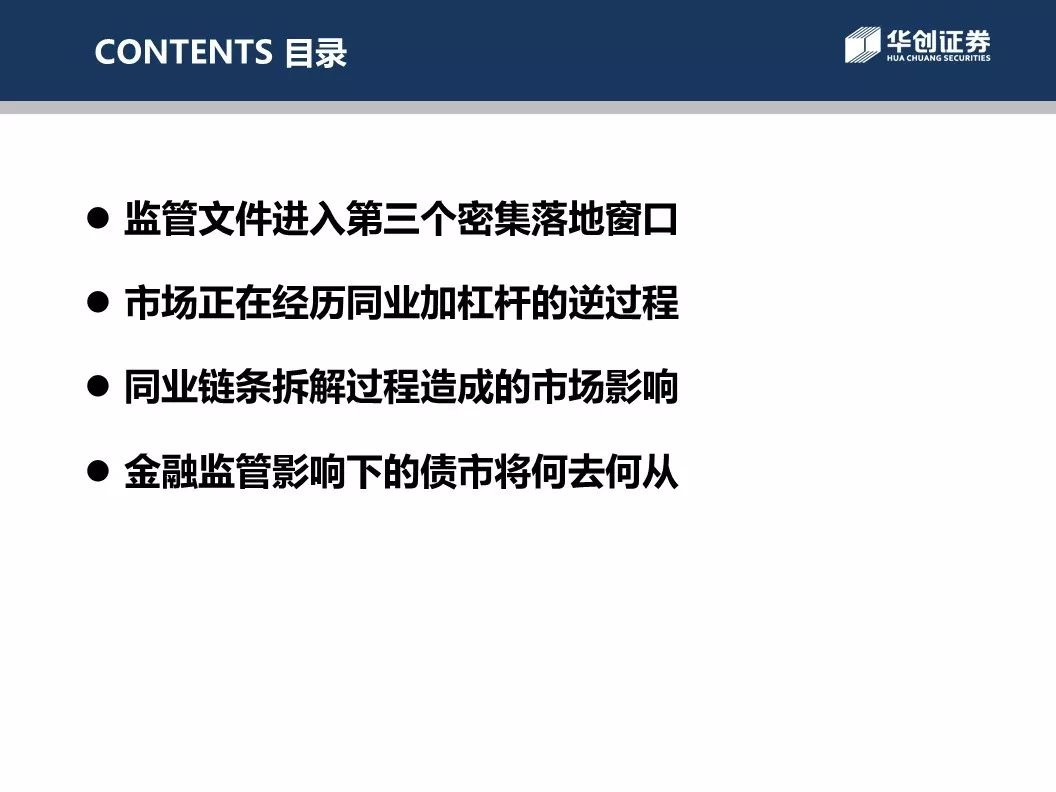 CONTENTS 目录
华创证券
HUA CHUANG SECURITIES
● 监管文件进入第三个密集落地窗口
● 市场正在经历同业加杠杆的逆过程
● 同业链条拆解过程造成的市场影响
● 金融监管影响下的债市将何去何从